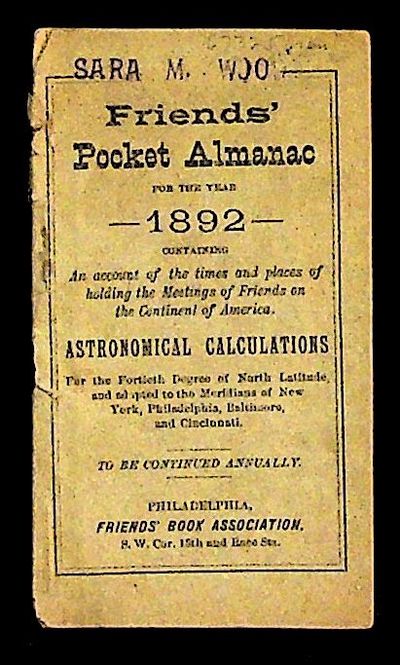 SARA M. WOO
Friends'
Pocket Almanac
FOR THE YEAR
—1892—
CONTAINING
An account of the times and places of
holding the Meetings of Friends on
the Continent of America.
ASTRONOMICAL CALCULATIONS
For the Fortieth Degree of North Latitude,
and adapted to the Meridians of New
York, Philadelphia, Baltimore,
and Cincinnati.
TO BE CONTINUED ANNUALLY.
PHILADELPHIA,
FRIENDS' BOOK ASSOCIATION,
S. W. Cor. 15th and Race Sts.